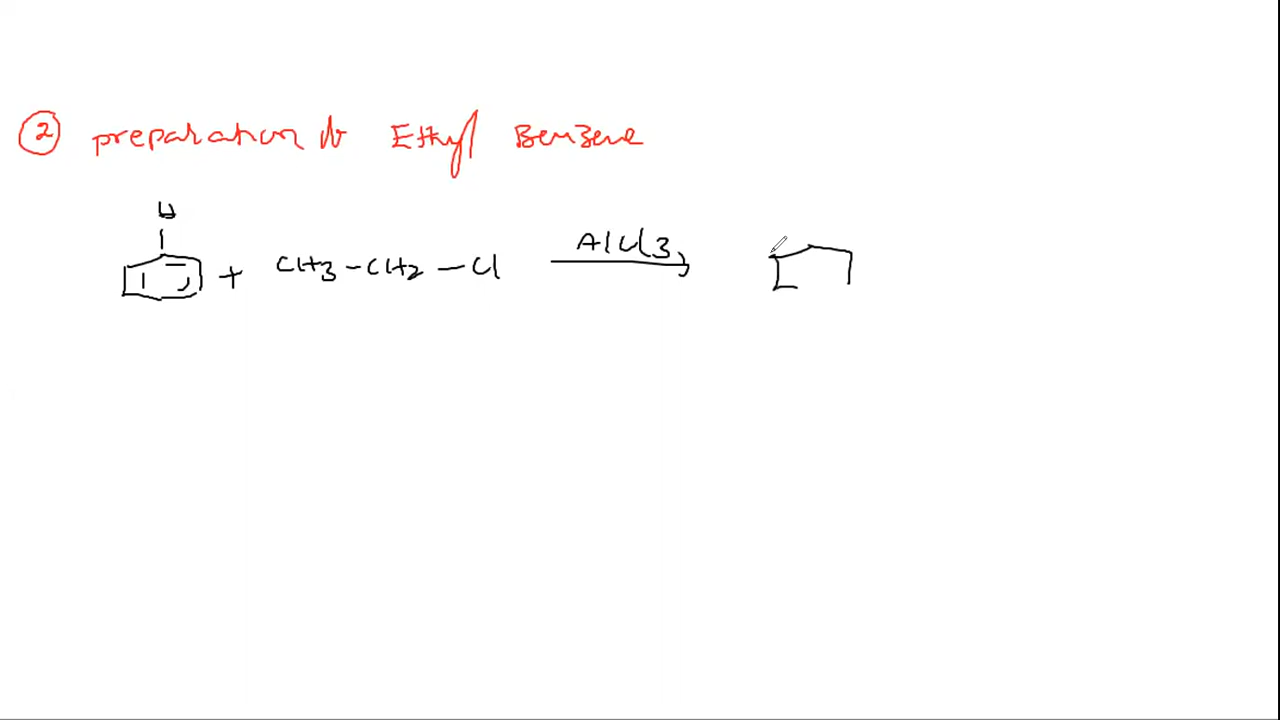 ② preparation of Ethyl Benzene
H
+ CH3-CH2-Cl AlCl3